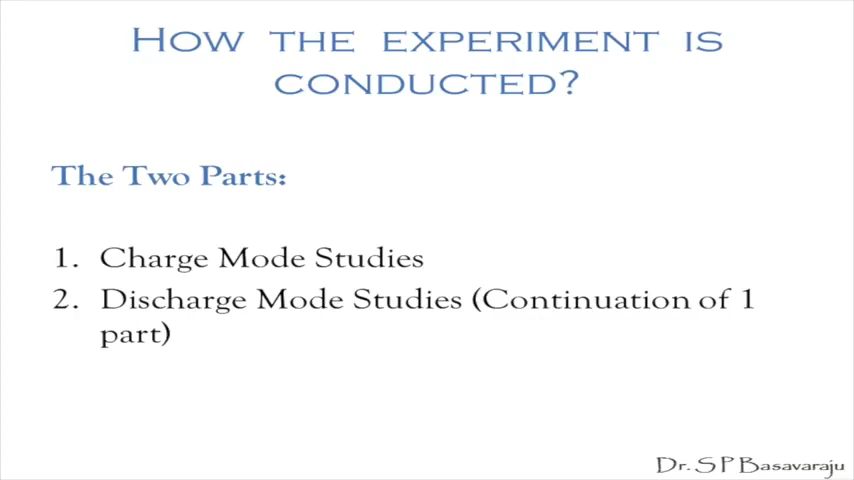 How the experiment is
conducted?
The Two Parts:
1. Charge Mode Studies
2. Discharge Mode Studies (Continuation of 1
part)
Dr. S P Basavaraju